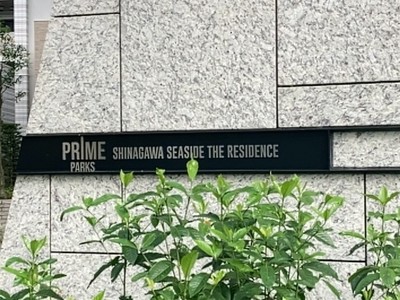 PRIME PARKS
SHINAGAWA SEASIDE THE RESIDENCE